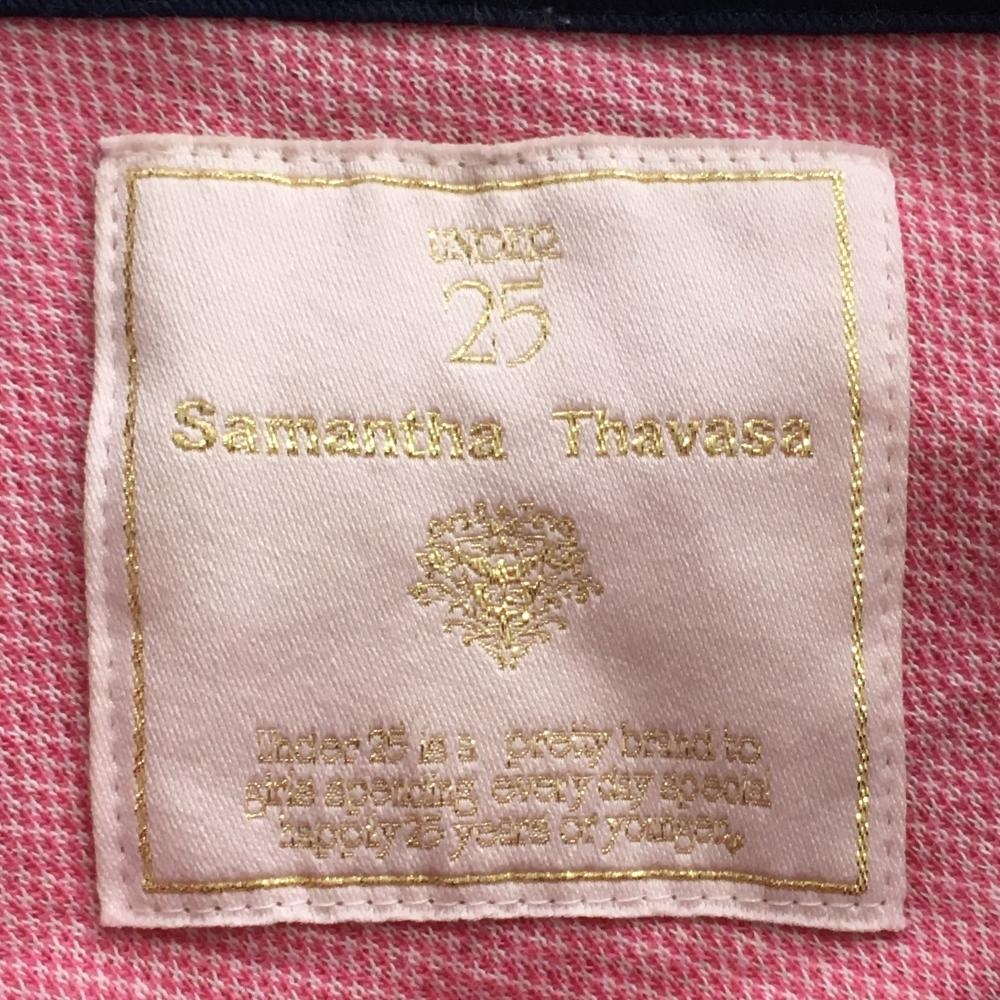 UNDER
25
Samantha Thavasa
Under 25 is a pretty brand to
girls spending every day special
happily 25 years or younger.